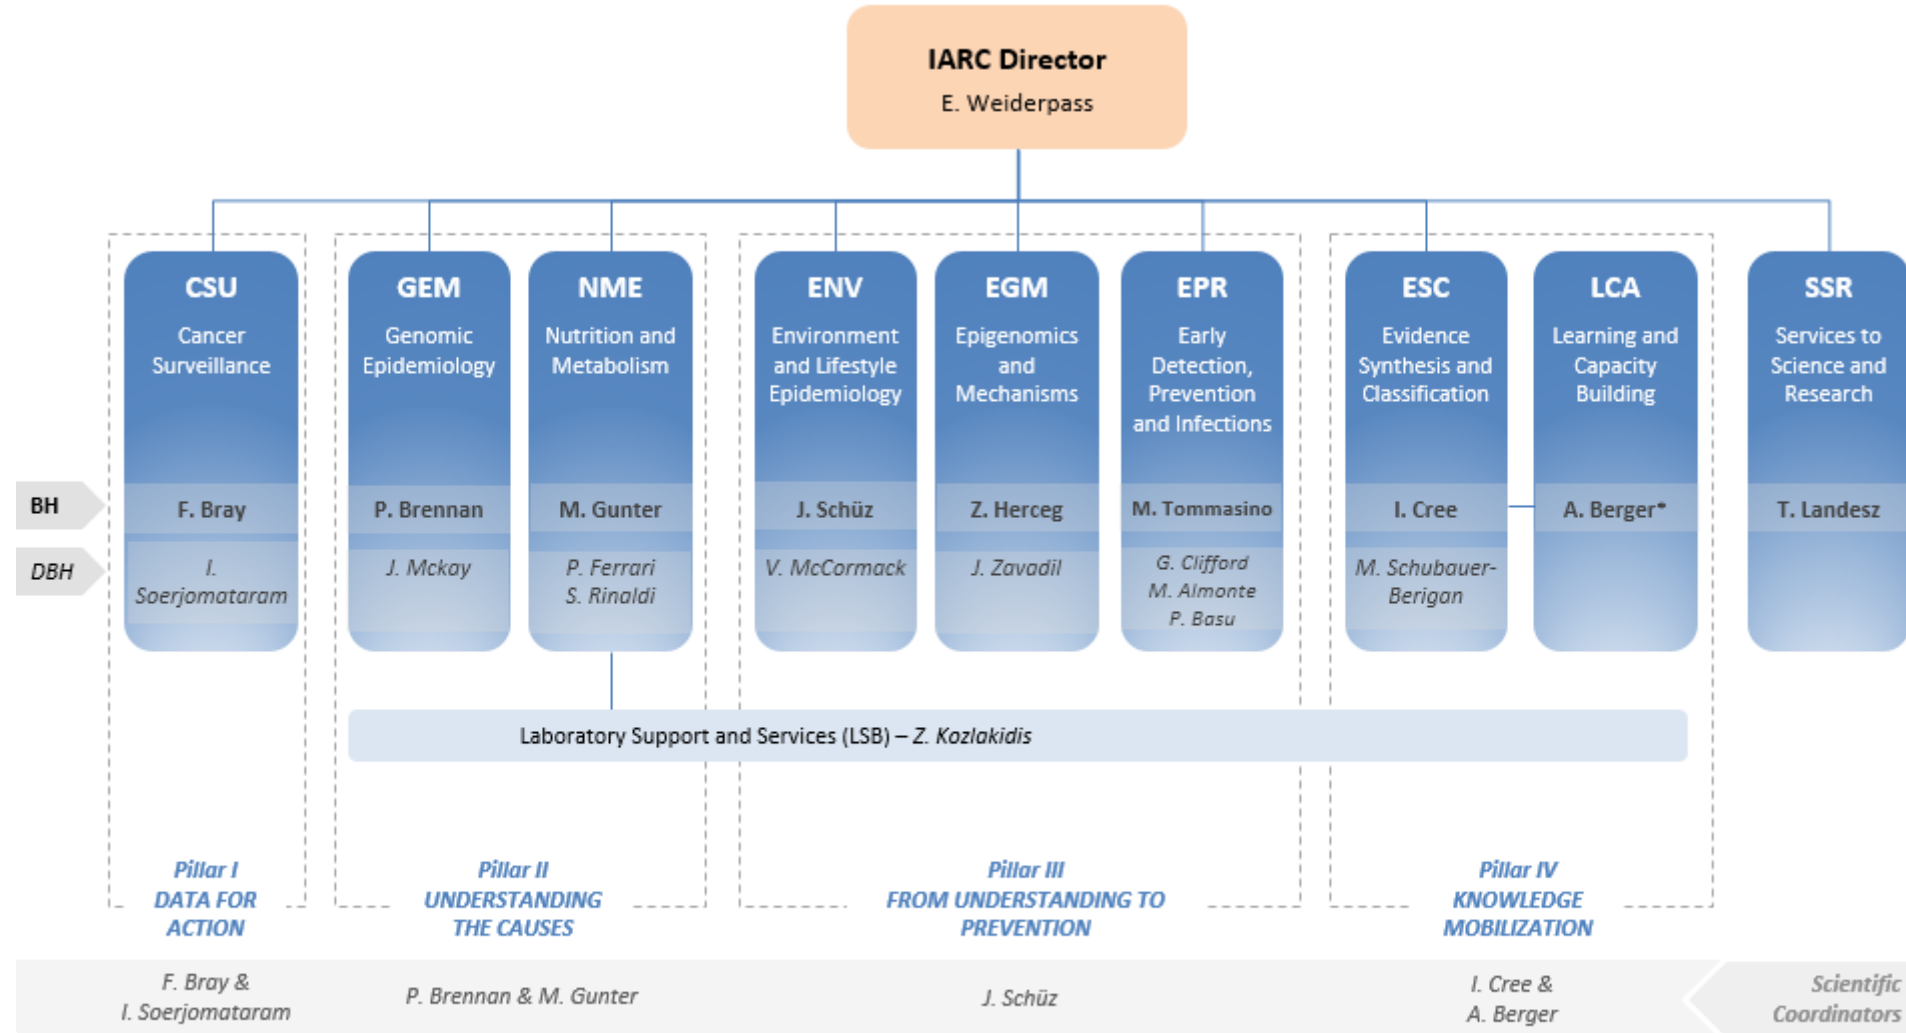 IARC Director
E. Weiderpass
CSU
Cancer
Surveillance
GEM
Genomic
Epidemiology
NME
Nutrition and
Metabolism
ENV
Environment
and Lifestyle
Epidemiology
EGM
Epigenomics
and
Mechanisms
EPR
Early
Detection,
Prevention
and Infections
ESC
Evidence
Synthesis and
Classification
LCA
Learning and
Capacity
Building
SSR
Services to
Science and
Research
BH
F. Bray
P. Brennan
M. Gunter
J. Schüz
Z. Herceg
M. Tommasino
I. Cree
A. Berger*
T. Landesz
DBH
I.
Soerjomataram
J. Mckay
P. Ferrari
S. Rinaldi
V. McCormack
J. Zavadil
G. Clifford
M. Almonte
P. Basu
M. Schubauer-
Berigan
Laboratory Support and Services (LSB) – Z. Kozlakidis
Pillar I
DATA FOR
ACTION
Pillar II
UNDERSTANDING
THE CAUSES
Pillar III
FROM UNDERSTANDING TO
PREVENTION
Pillar IV
KNOWLEDGE
MOBILIZATION
F. Bray &
I. Soerjomataram
P. Brennan & M. Gunter
J. Schüz
I. Cree &
A. Berger
Scientific
Coordinators